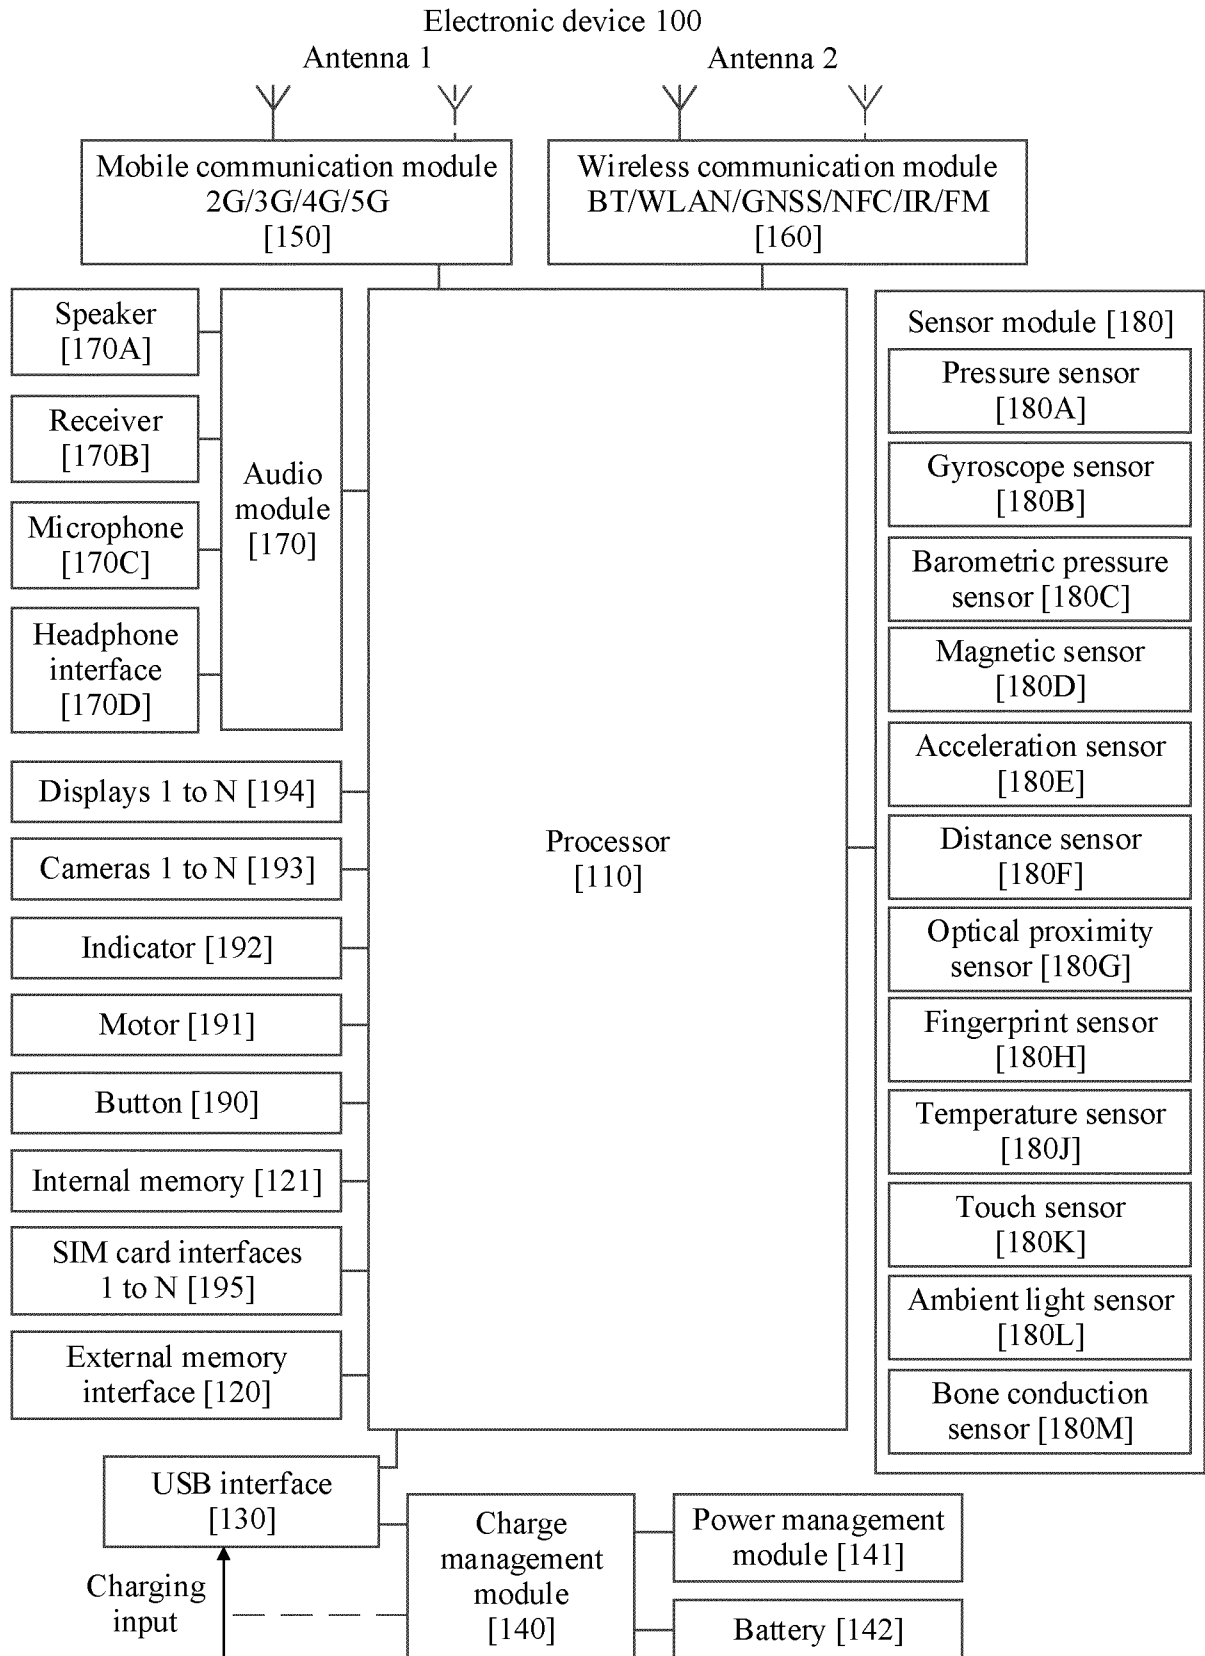 Electronic device 100
Antenna 1
Antenna 2
Mobile communication module
2G/3G/4G/5G
[150]
Wireless communication module
BT/WLAN/GNSS/NFC/IR/FM
[160]
Speaker
[170A]
Receiver
[170B]
Microphone
[170C]
Headphone
interface
[170D]
Audio
module
[170]
Displays 1 to N [194]
Cameras 1 to N [193]
Indicator [192]
Motor [191]
Button [190]
Internal memory [121]
SIM card interfaces
1 to N [195]
External memory
interface [120]
Processor
[110]
Sensor module [180]
Pressure sensor
[180A]
Gyroscope sensor
[180B]
Barometric pressure
sensor [180C]
Magnetic sensor
[180D]
Acceleration sensor
[180E]
Distance sensor
[180F]
Optical proximity
sensor [180G]
Fingerprint sensor
[180H]
Temperature sensor
[180J]
Touch sensor
[180K]
Ambient light sensor
[180L]
Bone conduction
sensor [180M]
USB interface
[130]
Charging
input
Charge
management
module
[140]
Power management
module [141]
Battery [142]